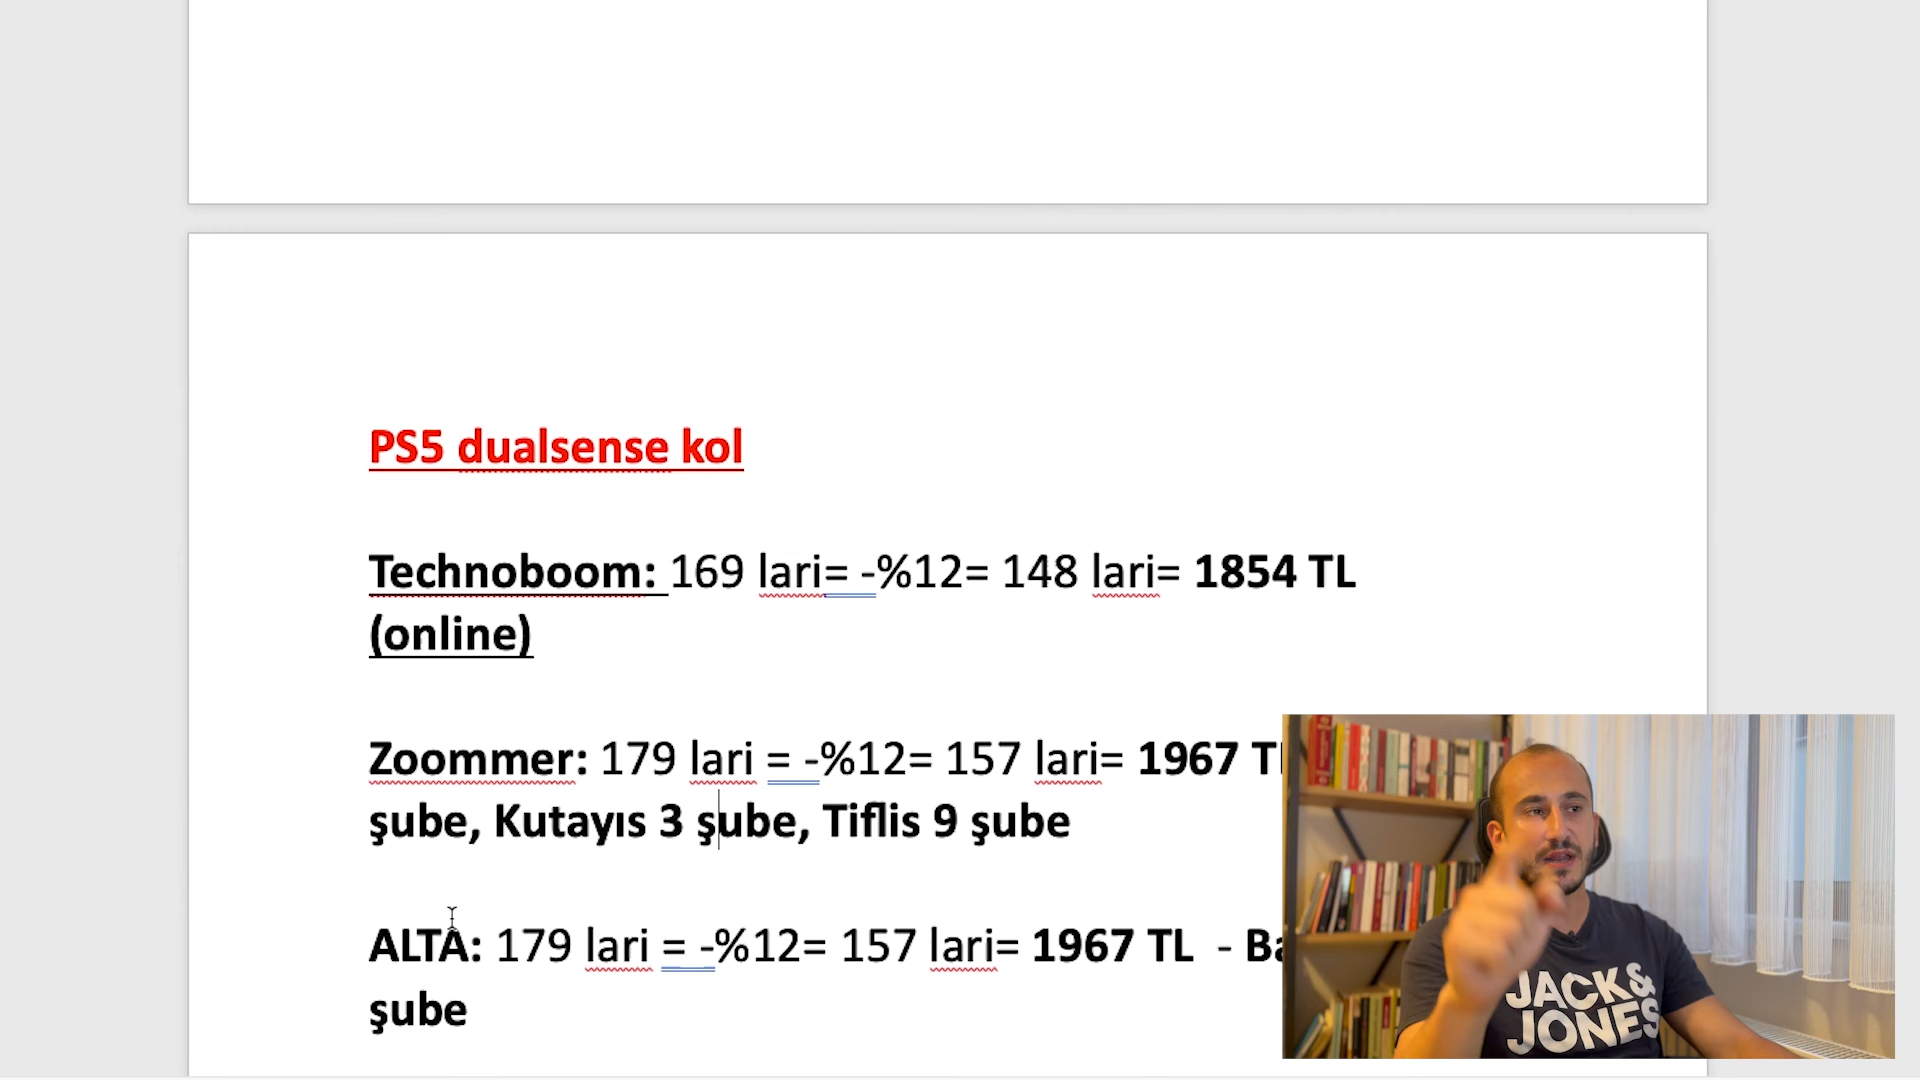 PS5 dualsense kol
Technoboom: 169 lari= -%12= 148 lari= 1854 TL
(online)
Zoommer: 179 lari = -%12= 157 lari= 1967
şube, Kutayıs 3 şube, Tiflis 9 şube
ALTA: 179 lari = -%12= 157 lari= 1967 TL -
şube
JACK&
JONES